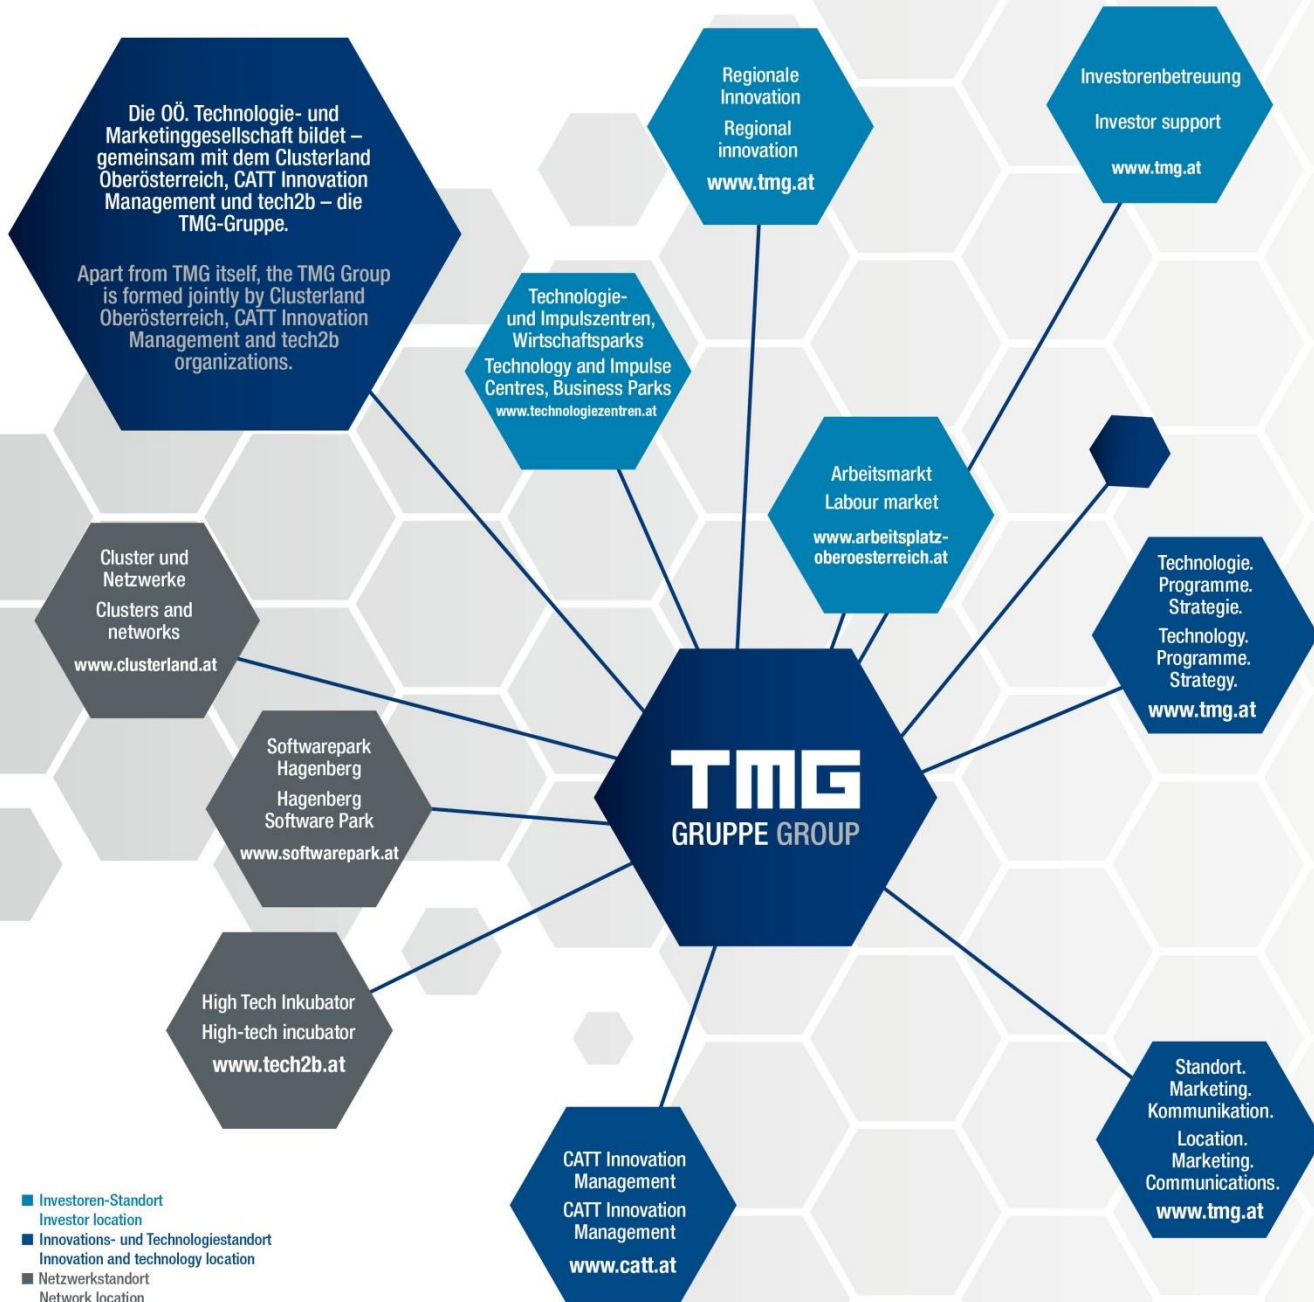 Die OÖ. Technologie- und
Marketinggesellschaft bildet –
gemeinsam mit dem Clusterland
Oberösterreich, CATT Innovation
Management und tech2b – die
TMG-Gruppe.
Apart from TMG itself, the TMG Group
is formed jointly by Clusterland
Oberösterreich, CATT Innovation
Management and tech2b
organizations.
Regionale
Innovation
Regional
innovation
www.tmg.at
Investorenbetreuung
Investor support
www.tmg.at
Technologie-
und Impulszentren,
Wirtschaftsparks
Technology and Impulse
Centres, Business Parks
www.technologiezentren.at
Arbeitsmarkt
Labour market
www.arbeitsplatz-
oberoesterreich.at
Technologie.
Programme.
Strategie.
Technology.
Programme.
Strategy.
www.tmg.at
Cluster und
Netzwerke
Clusters and
networks
www.clusterland.at
Softwarepark
Hagenberg
Hagenberg
Software Park
www.softwarepark.at
TMG
GRUPPE GROUP
High Tech Inkubator
High-tech incubator
www.tech2b.at
CATT Innovation
Management
CATT Innovation
Management
www.catt.at
Standort.
Marketing.
Kommunikation.
Location.
Marketing.
Communications.
www.tmg.at
Investoren-Standort
Investor location
Innovations- und Technologiestandort
Innovation and technology location
Netzwerkstandort
Network location